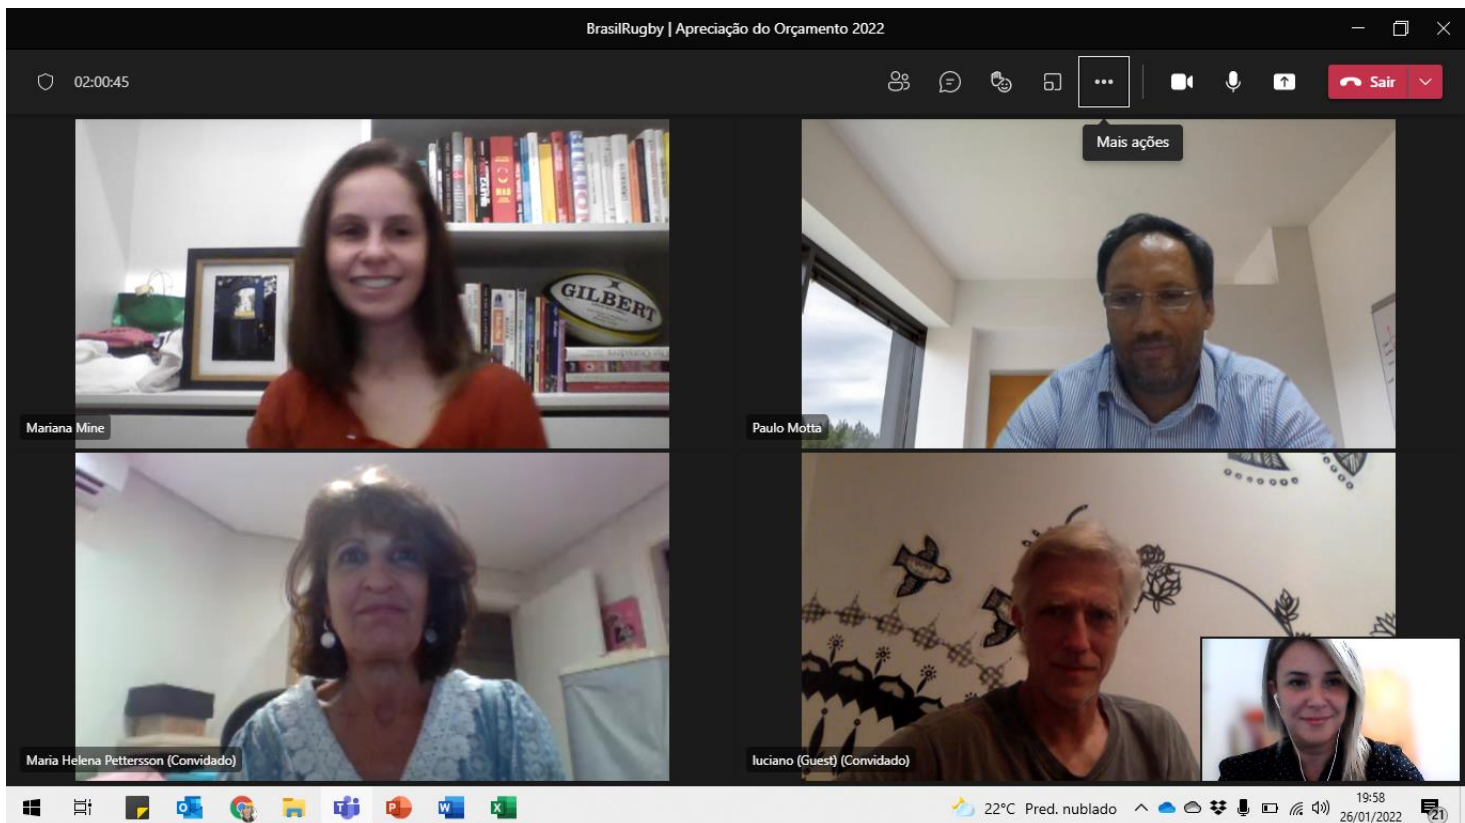 BrasilRugby | Apreciação do Orçamento 2022
02:00:45
Sair
Mais ações
GILBERT
Mariana Mine
Paulo Motta
Maria Helena Pettersson (Convidado)
luciano (Guest) (Convidado)
22°C Pred. nublado
19:58
26/01/2022
21